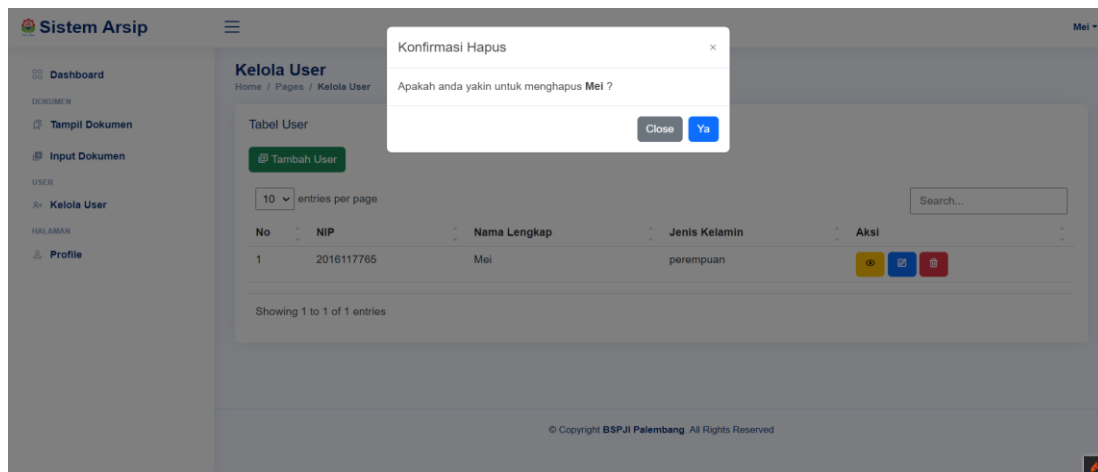 Sistem Arsip
Mei
Konfirmasi Hapus ×
Apakah anda yakin untuk menghapus Mei ?
Close Ya
Dashboard
DOKUMEN
Tampil Dokumen
Input Dokumen
USER
Kelola User
HALAMAN
Profile
Kelola User
Home / Pages / Kelola User
Tabel User
Tambah User
10 entries per page
Search...
No NIP Nama Lengkap Jenis Kelamin Aksi
1 2016117765 Mei perempuan
Showing 1 to 1 of 1 entries
© Copyright BSPJI Palembang. All Rights Reserved